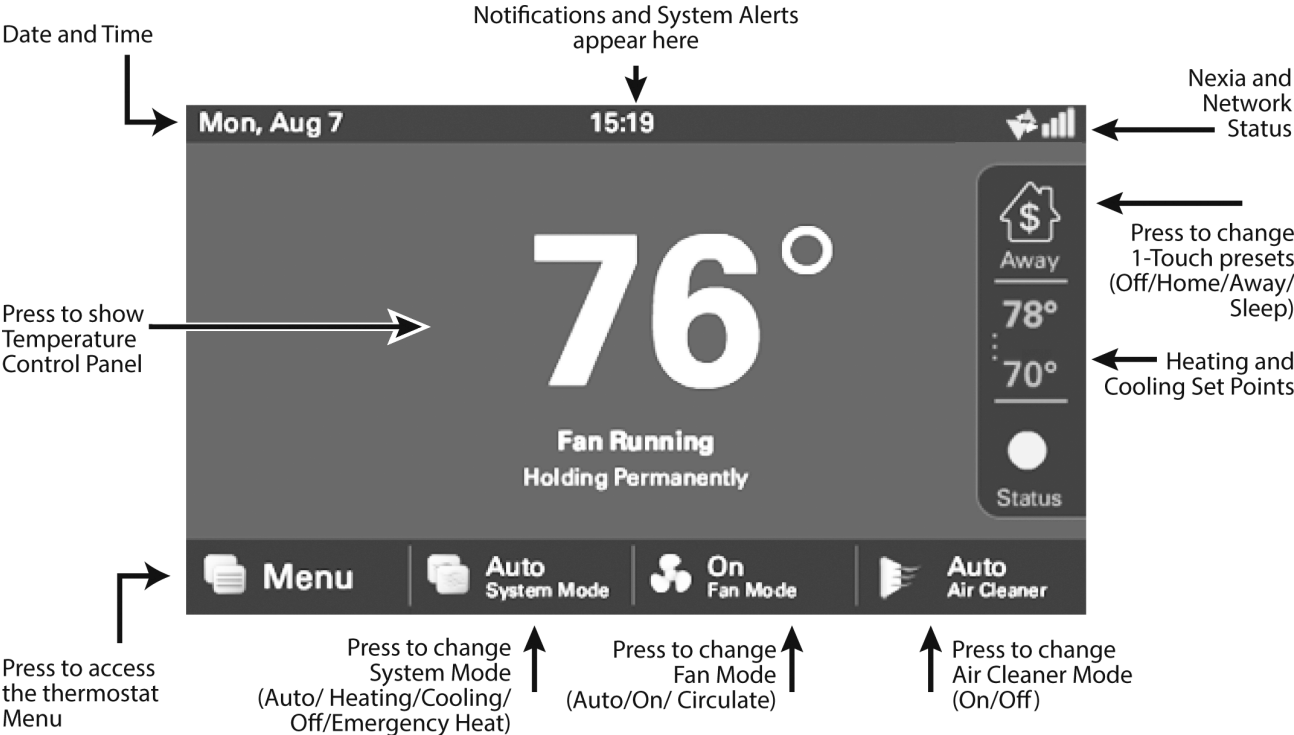 Notifications and System Alerts
appear here
Date and Time
Nexia and
Network
Status
Mon, Aug 7
15:19
$
Away
Press to change
1-Touch presets
(Off/Home/Away/
Sleep)
76°
Press to show
Temperature
Control Panel
78°
70°
Heating and
Cooling Set Points
Fan Running
Holding Permanently
Status
Menu
Auto
System Mode
On
Fan Mode
Auto
Air Cleaner
Press to access
the thermostat
Menu
Press to change
System Mode
(Auto/ Heating/Cooling/
Off/Emergency Heat)
Press to change
Fan Mode
(Auto/On/ Circulate)
Press to change
Air Cleaner Mode
(On/Off)